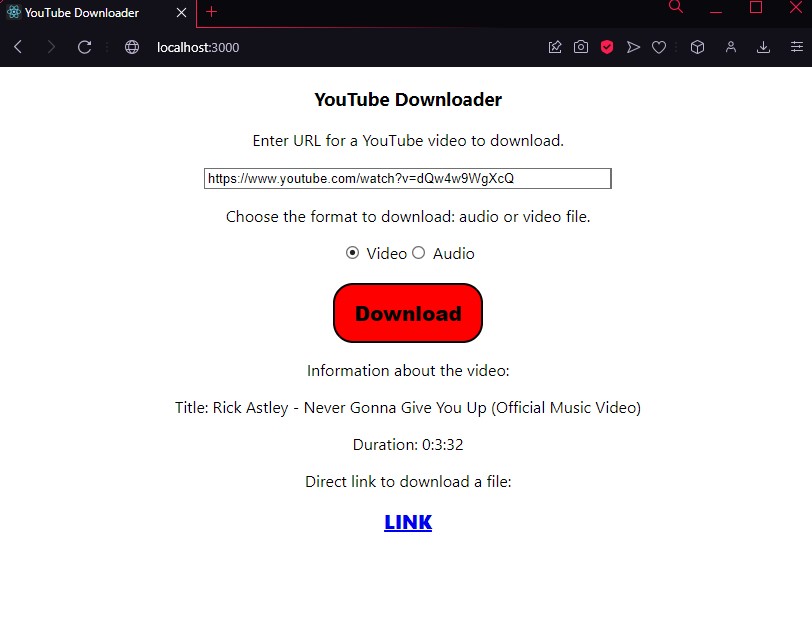 YouTube Downloader
localhost:3000
YouTube Downloader
Enter URL for a YouTube video to download.
https://www.youtube.com/watch?v=dQw4w9WgXcQ
Choose the format to download: audio or video file.
Video Audio
Download
Information about the video:
Title: Rick Astley - Never Gonna Give You Up (Official Music Video)
Duration: 0:3:32
Direct link to download a file:
LINK